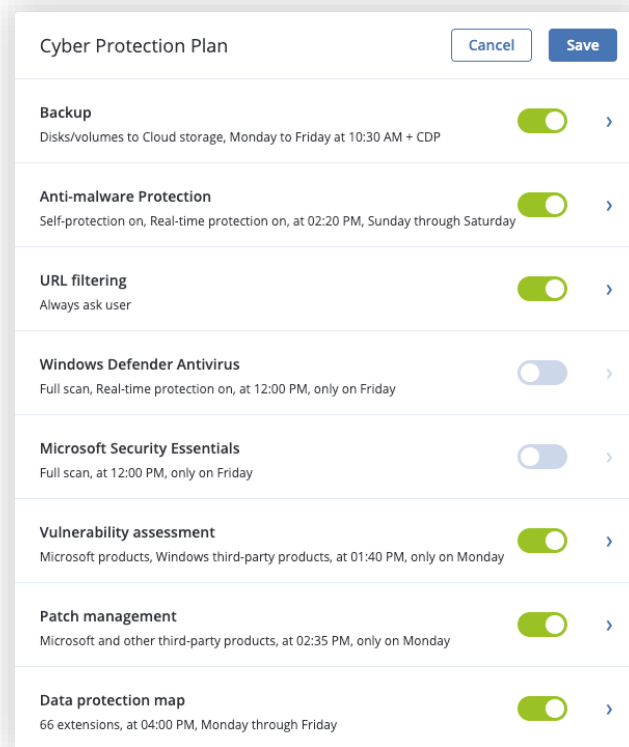 Cyber Protection Plan
Cancel
Save
Backup
Disks/volumes to Cloud storage, Monday to Friday at 10:30 AM + CDP
Anti-malware Protection
Self-protection on, Real-time protection on, at 02:20 PM, Sunday through Saturday
URL filtering
Always ask user
Windows Defender Antivirus
Full scan, Real-time protection on, at 12:00 PM, only on Friday
Microsoft Security Essentials
Full scan, at 12:00 PM, only on Friday
Vulnerability assessment
Microsoft products, Windows third-party products, at 01:40 PM, only on Monday
Patch management
Microsoft and other third-party products, at 02:35 PM, only on Monday
Data protection map
66 extensions, at 04:00 PM, Monday through Friday